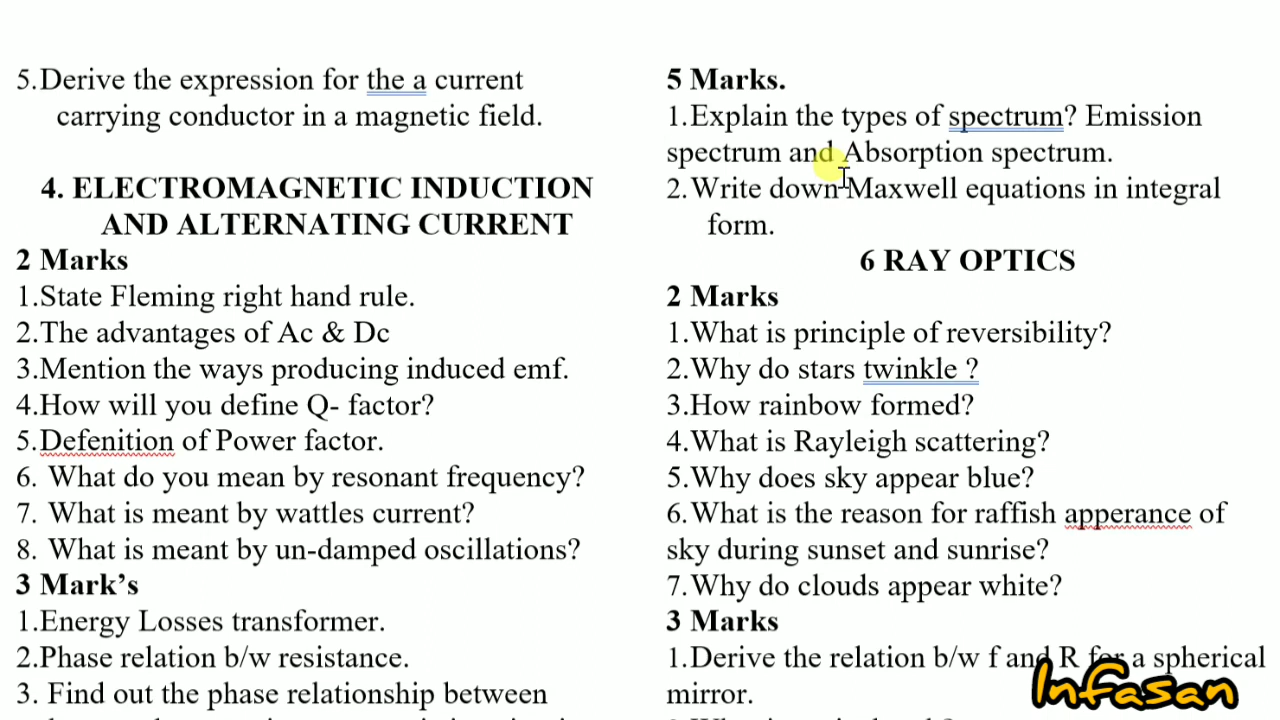 5.Derive the expression for the a current
carrying conductor in a magnetic field.
4. ELECTROMAGNETIC INDUCTION
AND ALTERNATING CURRENT
2 Marks
1.State Fleming right hand rule.
2.The advantages of Ac & Dc
3.Mention the ways producing induced emf.
4.How will you define Q- factor?
5.Defenition of Power factor.
6. What do you mean by resonant frequency?
7. What is meant by wattles current?
8. What is meant by un-damped oscillations?
3 Mark’s
1.Energy Losses transformer.
2.Phase relation b/w resistance.
3. Find out the phase relationship between
5 Marks.
1.Explain the types of spectrum? Emission
spectrum and Absorption spectrum.
2.Write down Maxwell equations in integral
form.
6 RAY OPTICS
2 Marks
1.What is principle of reversibility?
2.Why do stars twinkle ?
3.How rainbow formed?
4.What is Rayleigh scattering?
5.Why does sky appear blue?
6.What is the reason for raffish apperance of
sky during sunset and sunrise?
7.Why do clouds appear white?
3 Marks
1.Derive the relation b/w f and R for a spherical
mirror.
Infasan